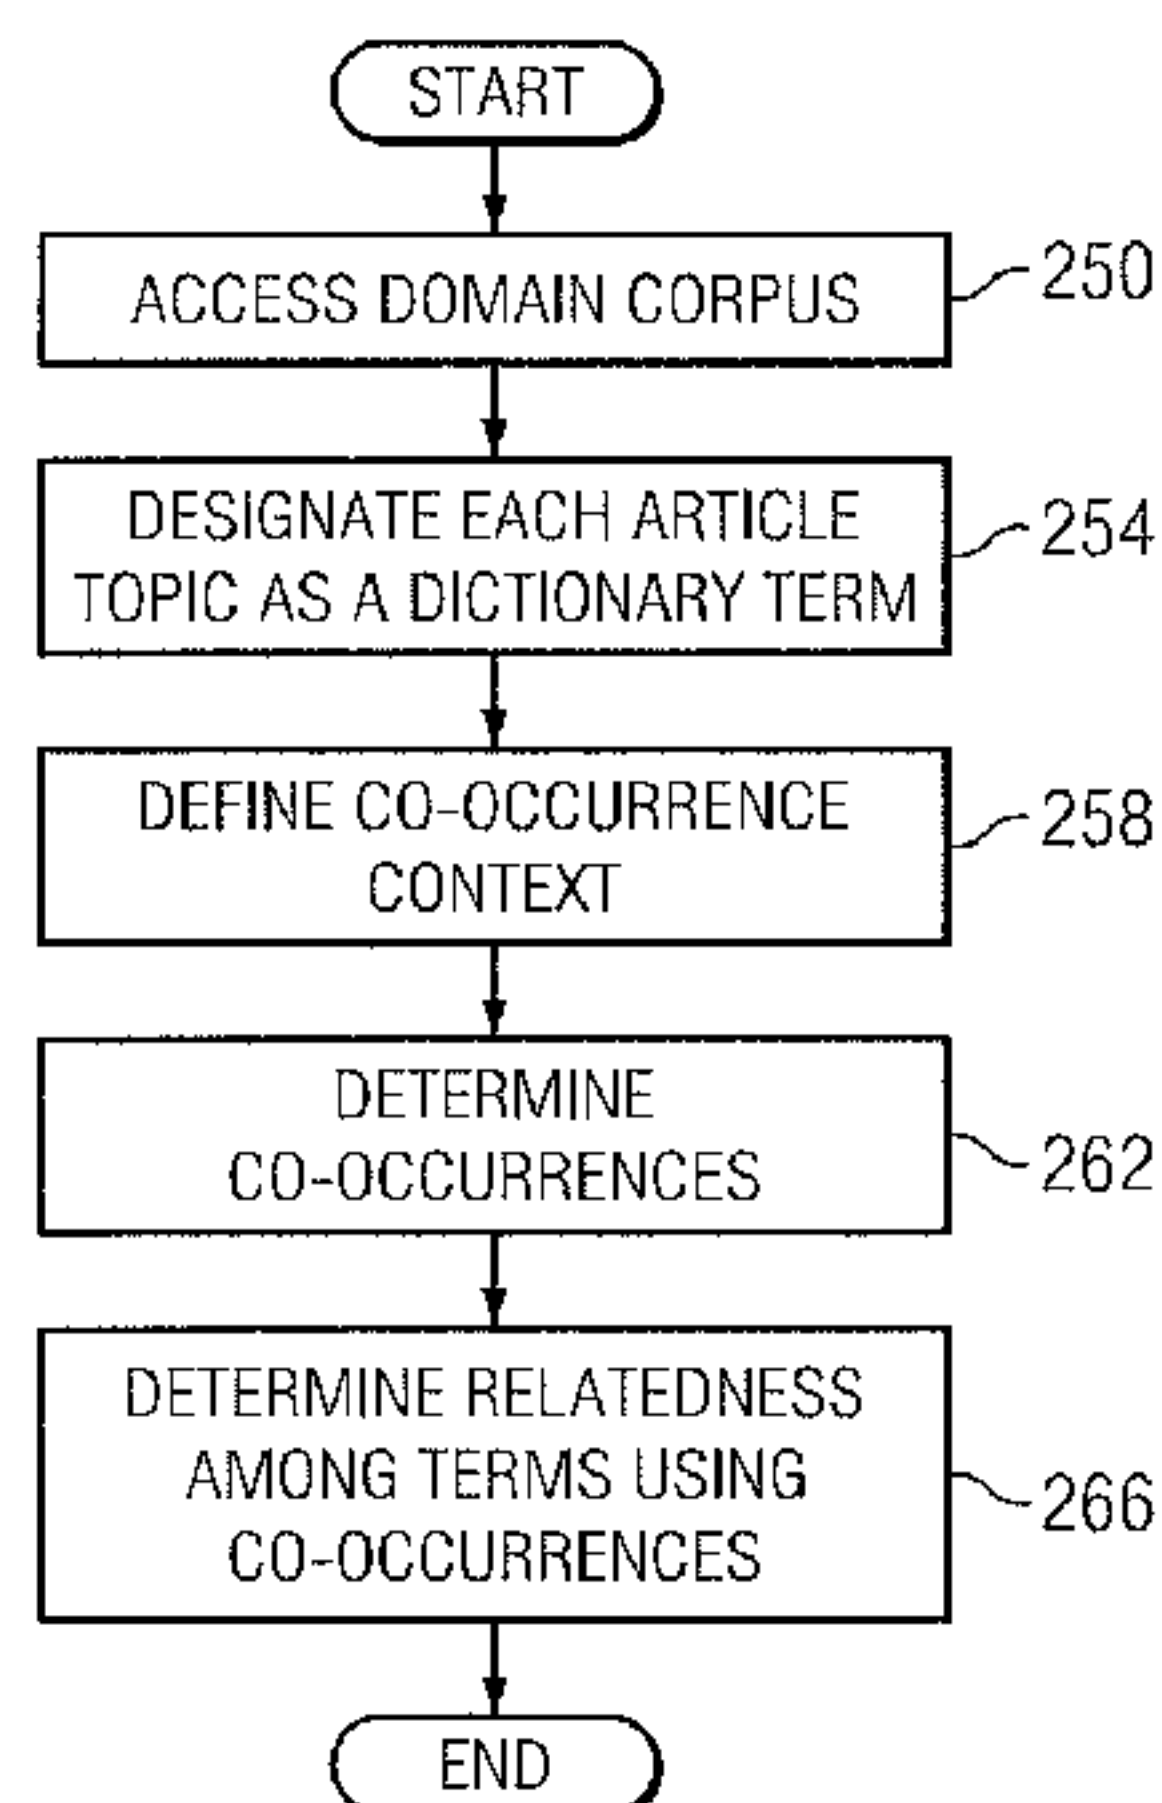 START
ACCESS DOMAIN CORPUS
250
DESIGNATE EACH ARTICLE
TOPIC AS A DICTIONARY TERM
254
DEFINE CO-OCCURRENCE
CONTEXT
258
DETERMINE
CO-OCCURRENCES
262
DETERMINE RELATEDNESS
AMONG TERMS USING
CO-OCCURRENCES
266
END